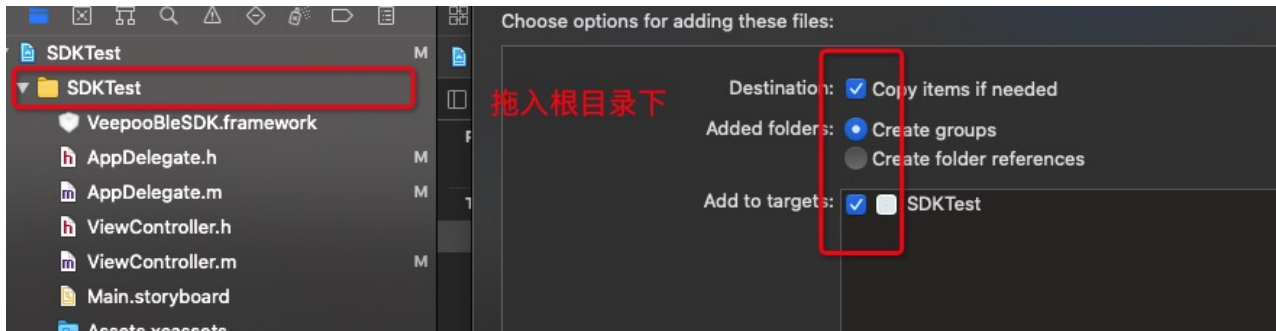 SDKTest
M
SDKTest
VeepooBleSDK.framework
AppDelegate.h
M
AppDelegate.m
M
ViewController.h
ViewController.m
M
Main.storyboard
Assets.xcassets
Choose options for adding these files:
拖入根目录下
Destination: Copy items if needed
Added folders: Create groups
Create folder references
Add to targets: SDKTest